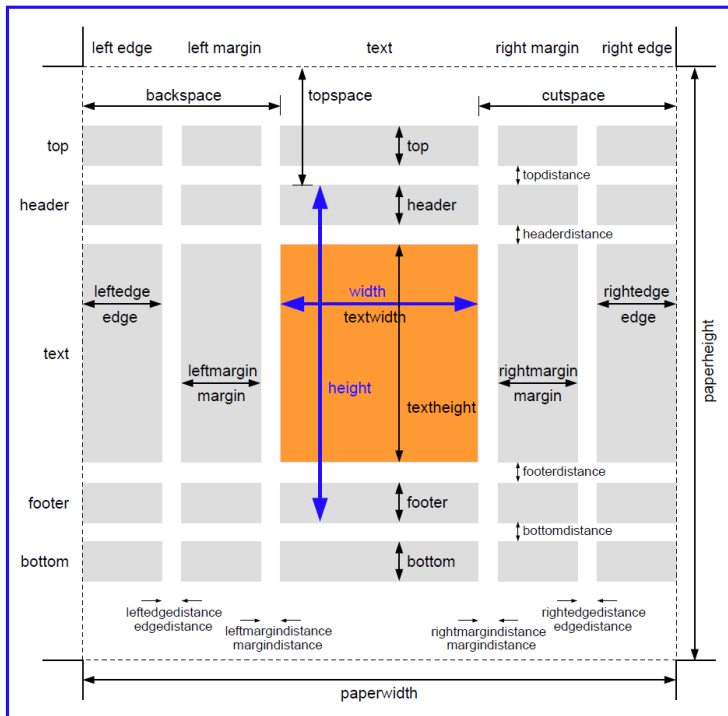 left edge left margin text right margin right edge
backspace topspace cutspace
top top
topdistance
header header
headerdistance
leftedge width rightedge
edge textwidth edge
text
leftmargin rightmargin
margin height margin
textheight
paperheight
footerdistance
footer footer
bottomdistance
bottom bottom
leftedgedistance rightedgedistance
edgedistance edgedistance
leftmargindistance rightmargindistance
margindistance margindistance
paperwidth